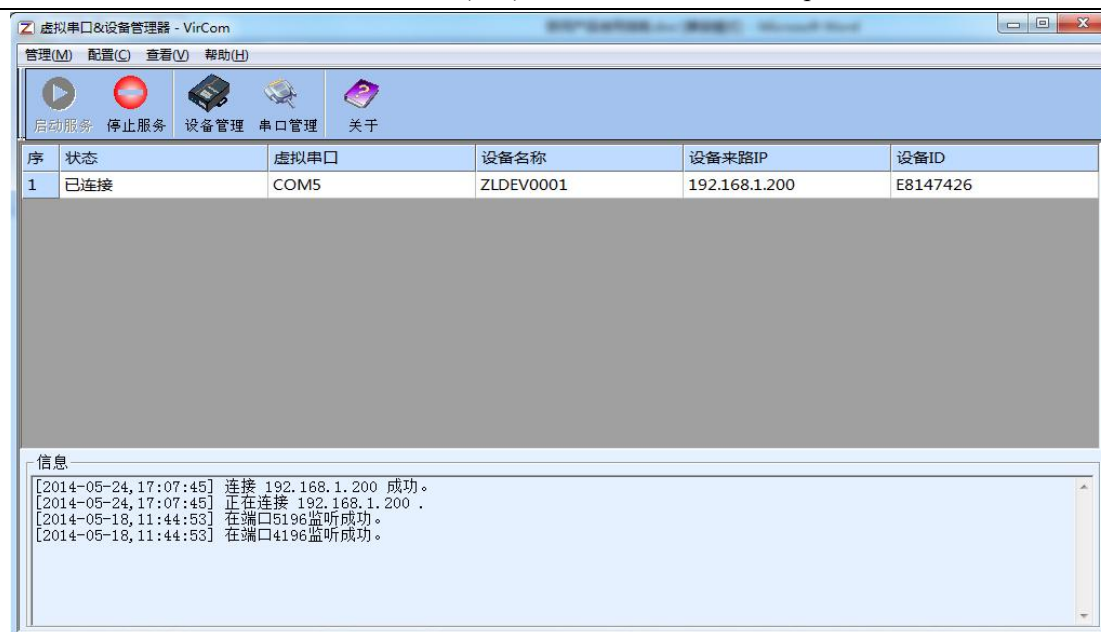 虚拟串口&设备管理器 - VirCom
管理(M) 配置(C) 查看(V) 帮助(H)
启动服务 停止服务 设备管理 串口管理 关于
序 状态 虚拟串口 设备名称 设备来路IP 设备ID
1 已连接 COM5 ZLDEV0001 192.168.1.200 E8147426
信息
[2014-05-24,17:07:45] 连接 192.168.1.200 成功。
[2014-05-24,17:07:45] 正在连接 192.168.1.200 .
[2014-05-18,11:44:53] 在端口5196监听成功。
[2014-05-18,11:44:53] 在端口4196监听成功。